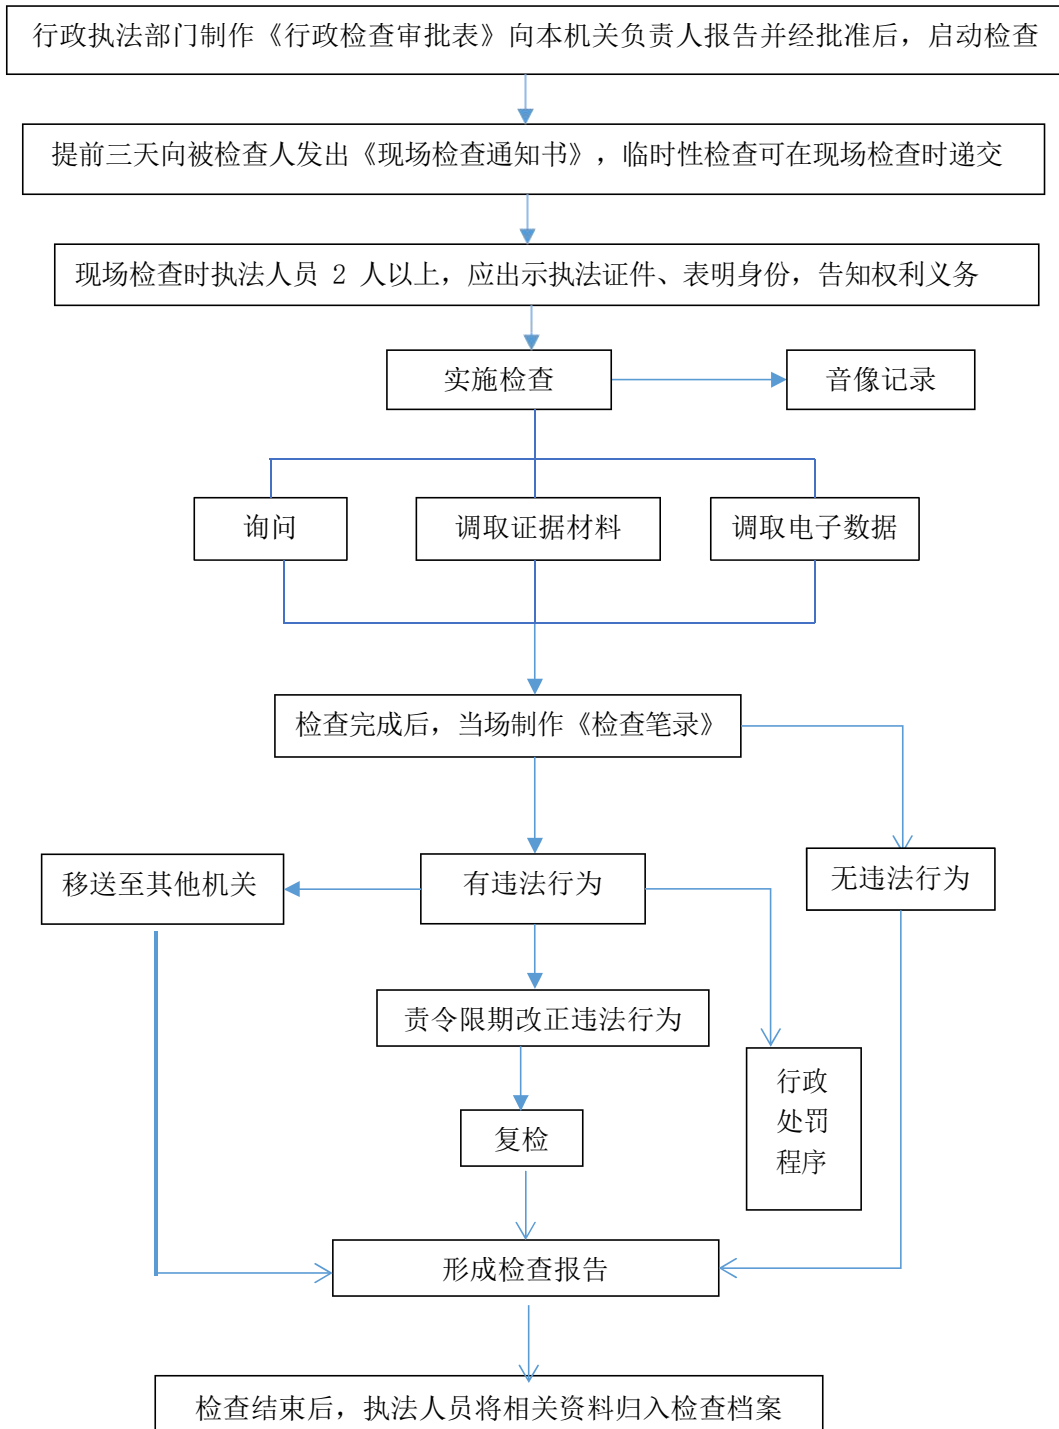 行政执法部门制作《行政检查审批表》向本机关负责人报告并经批准后，启动检查
提前三天向被检查人发出《现场检查通知书》，临时性检查可在现场检查时递交
现场检查时执法人员 2 人以上，应出示执法证件、表明身份，告知权利义务
实施检查
音像记录
询问
调取证据材料
调取电子数据
检查完成后，当场制作《检查笔录》
移送至其他机关
有违法行为
无违法行为
责令限期改正违法行为
行政
处罚
程序
复检
形成检查报告
检查结束后，执法人员将相关资料归入检查档案